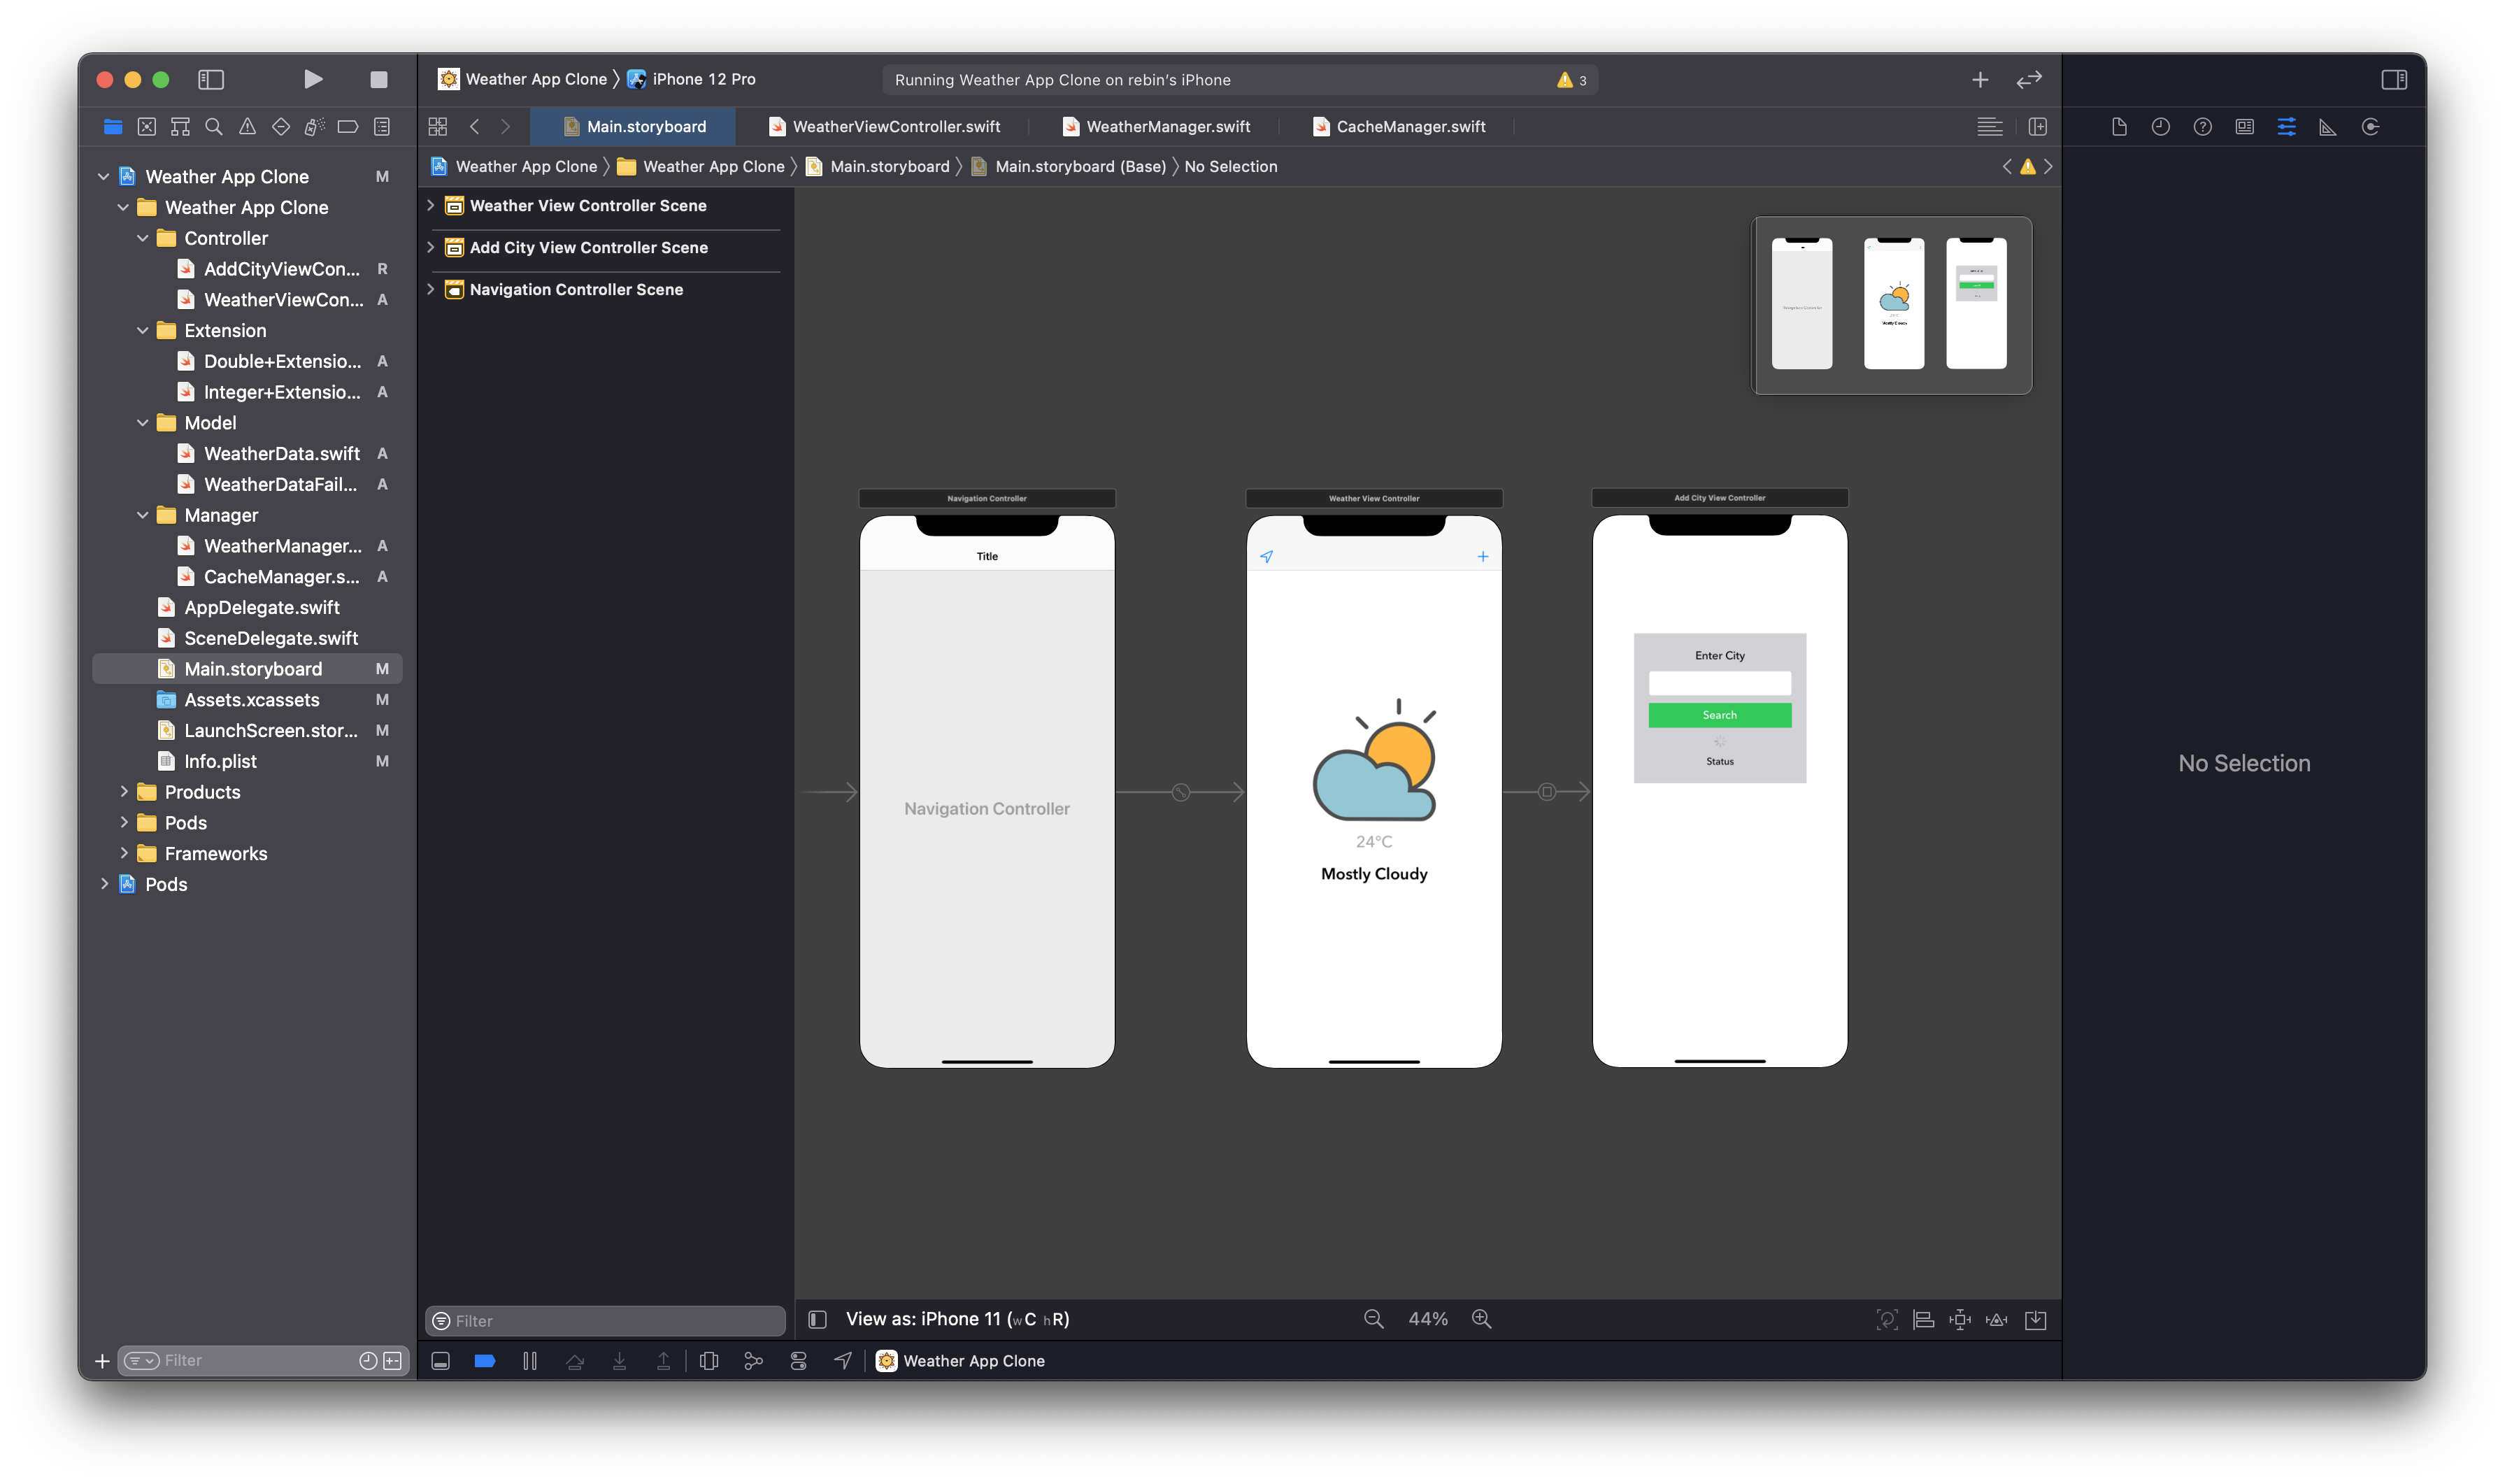 Weather App Clone 〉 iPhone 12 Pro
Running Weather App Clone on rebin's iPhone
3
Main.storyboard
WeatherViewController.swift
WeatherManager.swift
CacheManager.swift
Weather App Clone 〉 Weather App Clone 〉 Main.storyboard 〉 Main.storyboard (Base) 〉 No Selection
Weather App Clone M
Weather App Clone
Controller
AddCityViewCon... R
WeatherViewCon... A
Extension
Double+Extensio... A
Integer+Extensio... A
Model
WeatherData.swift A
WeatherDataFail... A
Manager
WeatherManager... A
CacheManager.s... A
AppDelegate.swift
SceneDelegate.swift
Main.storyboard M
Assets.xcassets M
LaunchScreen.stor... M
Info.plist M
Products
Pods
Frameworks
Pods
Filter
Weather View Controller Scene
Add City View Controller Scene
Navigation Controller Scene
Filter
Navigation Controller
Mostly Cloudy
Navigation Controller
Title
Navigation Controller
Weather View Controller
24°C
Mostly Cloudy
Add City View Controller
Enter City
Search
Status
View as: iPhone 11 (wC hR)
44%
Weather App Clone
No Selection